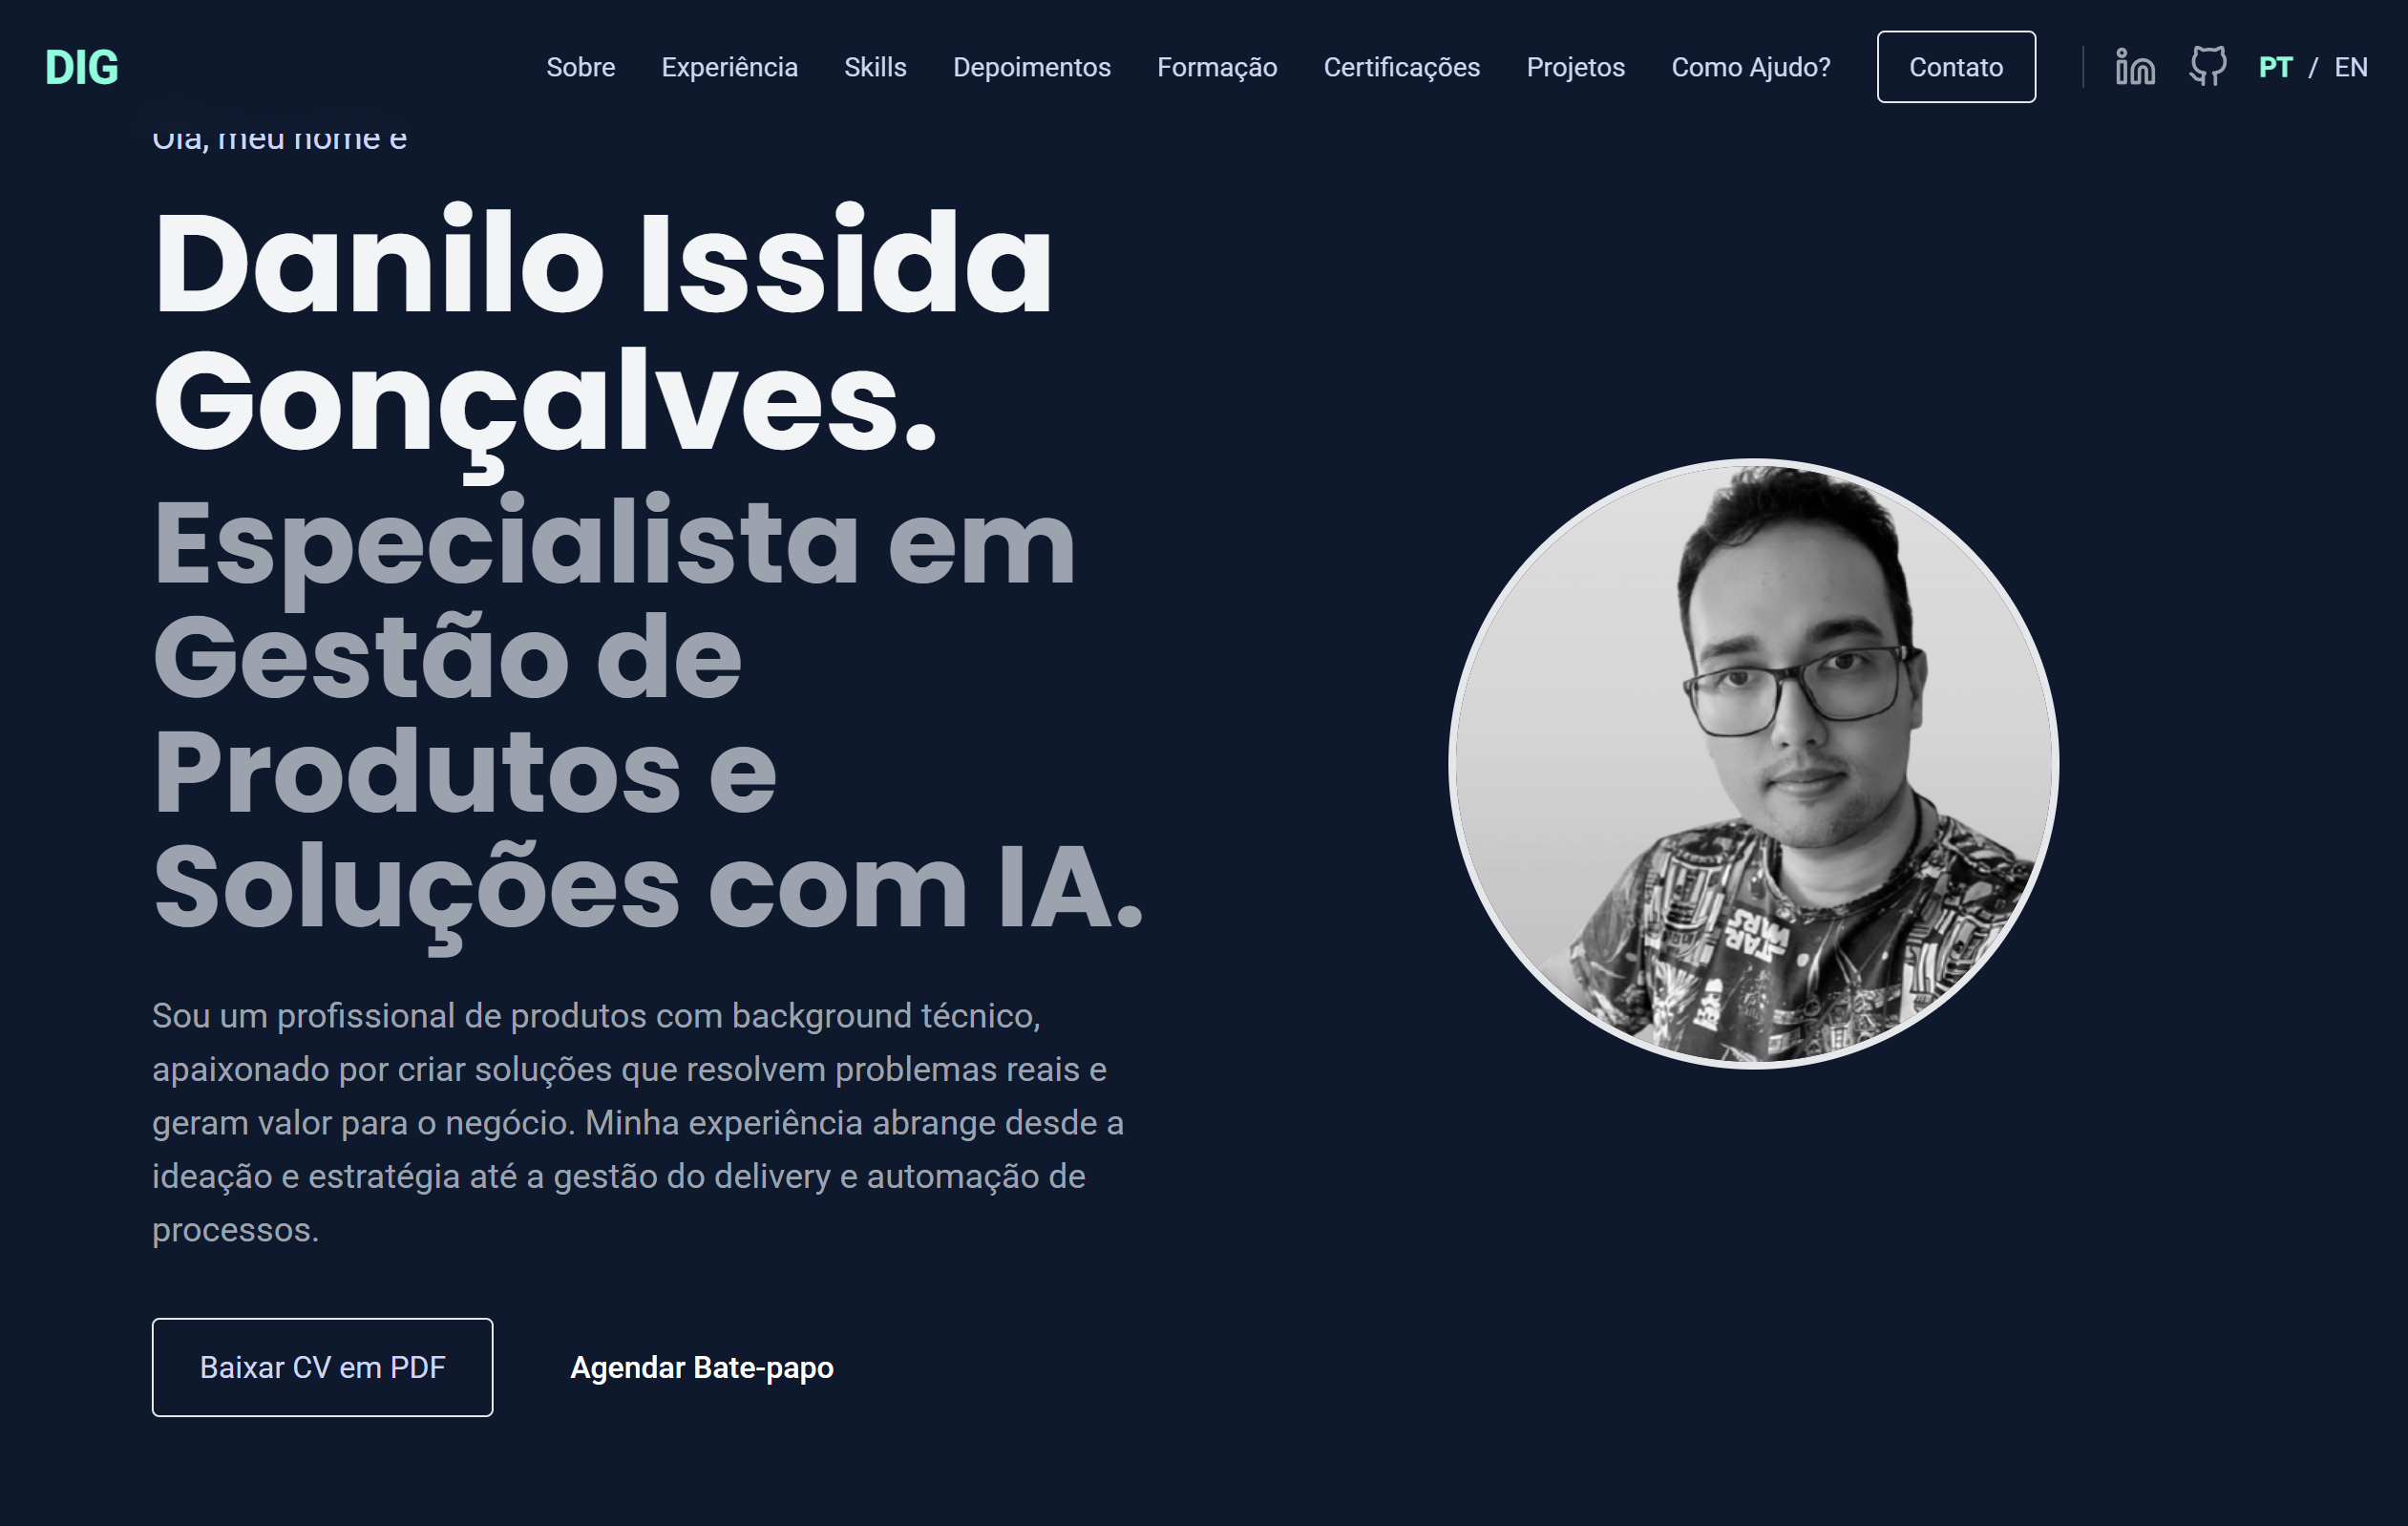 DIG
Sobre Experiência Skills Depoimentos Formação Certificações Projetos Como Ajudo? Contato in PT / EN
Olá, meu nome é
Danilo Issida
Gonçalves.
Especialista em
Gestão de
Produtos e
Soluções com IA.
Sou um profissional de produtos com background técnico,
apaixonado por criar soluções que resolvem problemas reais e
geram valor para o negócio. Minha experiência abrange desde a
ideação e estratégia até a gestão do delivery e automação de
processos.
Baixar CV em PDF
Agendar Bate-papo
STAR
WARS